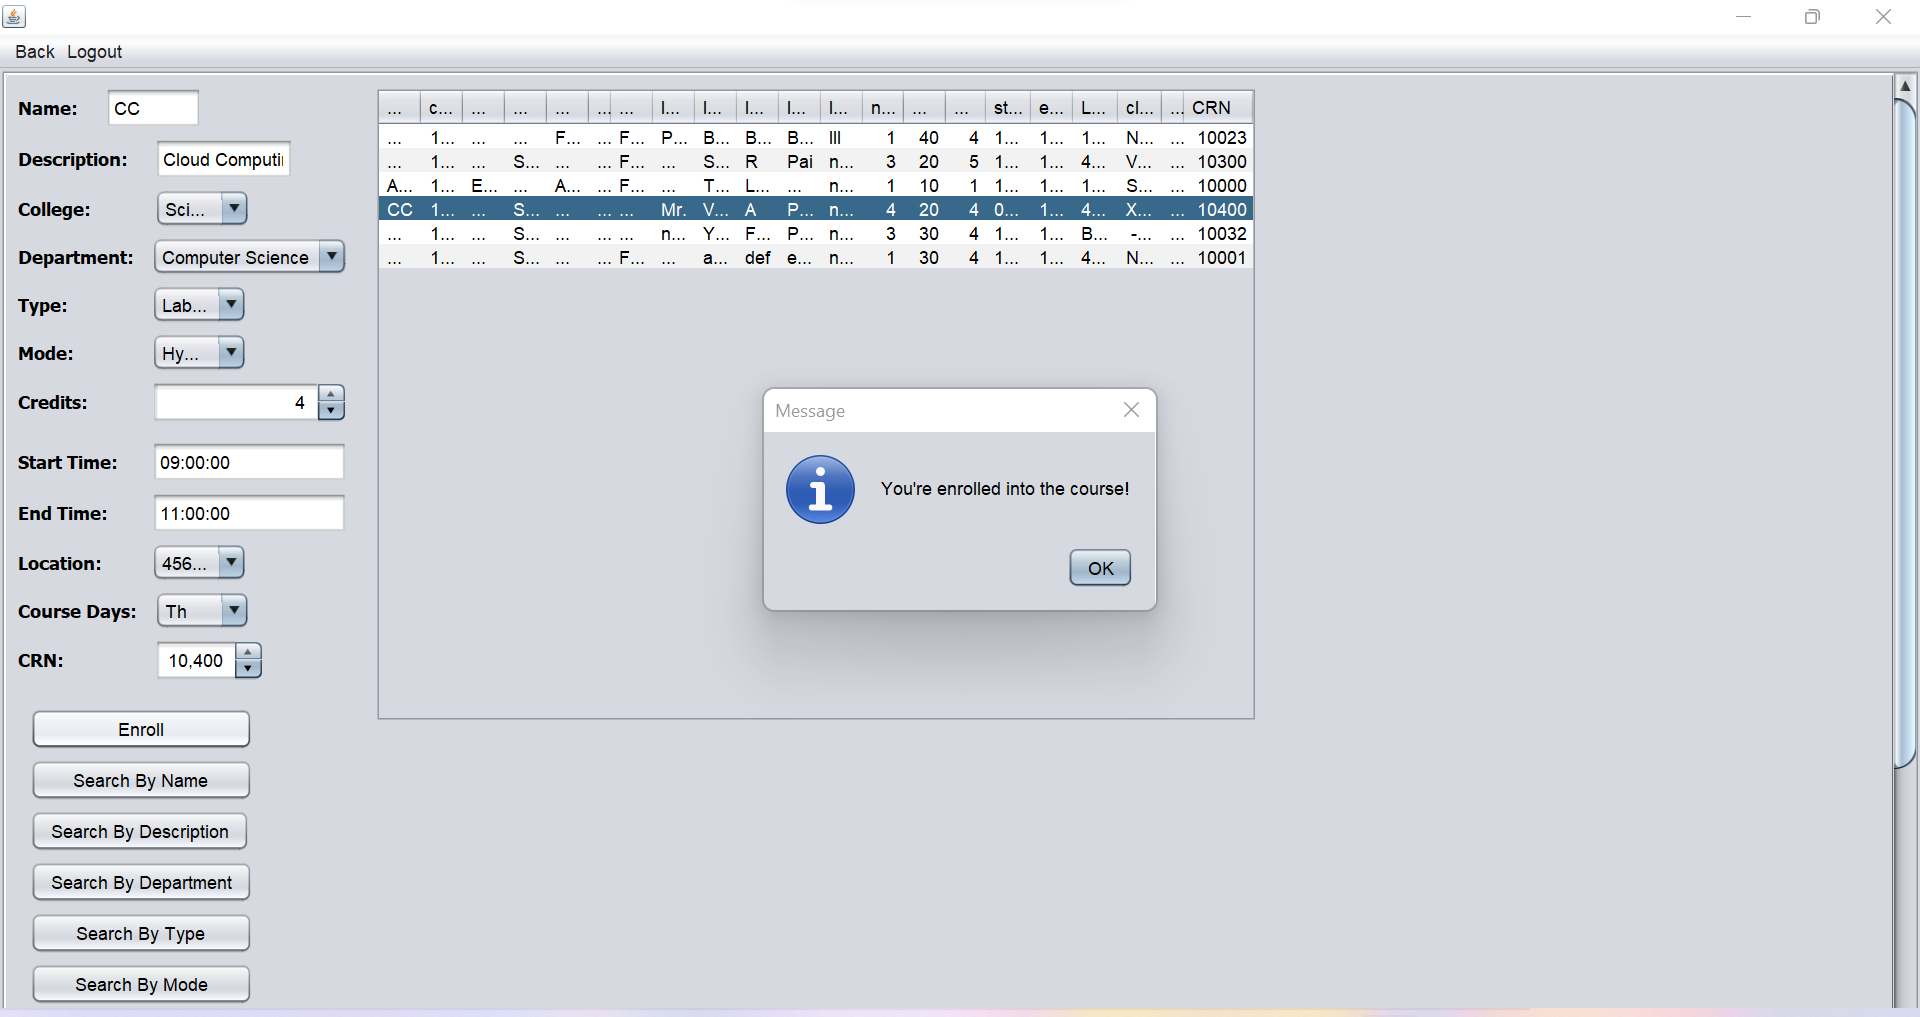 Back Logout
Name: CC
Description: Cloud Computi
College: Sci...
Department: Computer Science
Type: Lab...
Mode: Hy...
Credits: 4
Start Time: 09:00:00
End Time: 11:00:00
Location: 456...
Course Days: Th
CRN: 10,400
Enroll
Search By Name
Search By Description
Search By Department
Search By Type
Search By Mode
... c... ... ... ... ... ... I... I... I... I... I... n... ... ... st... e... L... cl... ... CRN
... 1... ... ... F... ... F... P... B... B... B... III 1 40 4 1... 1... 1... N... ... 10023
... 1... ... S... ... ... F... ... S... R Pai n... 3 20 5 1... 1... 4... V... ... 10300
A... 1... E... ... A... ... F... ... T... L... ... n... 1 10 1 1... 1... 1... S... ... 10000
CC 1... ... S... ... ... ... Mr. V... A P... n... 4 20 4 0... 1... 4... X... ... 10400
... 1... ... S... ... ... ... n... Y... F... P... n... 3 30 4 1... 1... B... -... ... 10032
... 1... ... S... ... ... F... ... a... def e... n... 1 30 4 1... 1... 4... N... ... 10001
Message
You're enrolled into the course!
OK